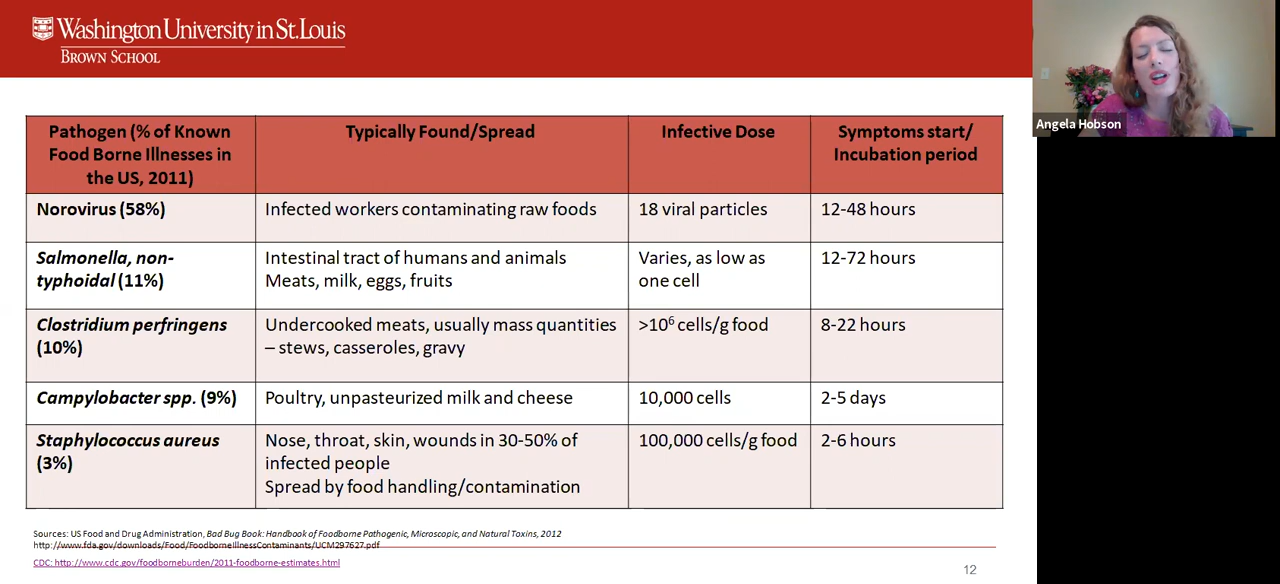 Washington University in St. Louis
BROWN SCHOOL
Angela Hobson
Pathogen (% of Known
Food Borne Illnesses in
the US, 2011)
Typically Found/Spread
Infective Dose
Symptoms start/
Incubation period
Norovirus (58%)
Infected workers contaminating raw foods
18 viral particles
12-48 hours
Salmonella, non-
typhoidal (11%)
Intestinal tract of humans and animals
Meats, milk, eggs, fruits
Varies, as low as
one cell
12-72 hours
Clostridium perfringens
(10%)
Undercooked meats, usually mass quantities
– stews, casseroles, gravy
>10⁶ cells/g food
8-22 hours
Campylobacter spp. (9%)
Poultry, unpasteurized milk and cheese
10,000 cells
2-5 days
Staphylococcus aureus
(3%)
Nose, throat, skin, wounds in 30-50% of
infected people
Spread by food handling/contamination
100,000 cells/g food
2-6 hours
Sources: US Food and Drug Administration, Bad Bug Book: Handbook of Foodborne Pathogenic, Microscopic, and Natural Toxins, 2012
http://www.fda.gov/downloads/Food/FoodborneIllnessContaminants/UCM297627.pdf
CDC: http://www.cdc.gov/foodborneburden/2011-foodborne-estimates.html
12